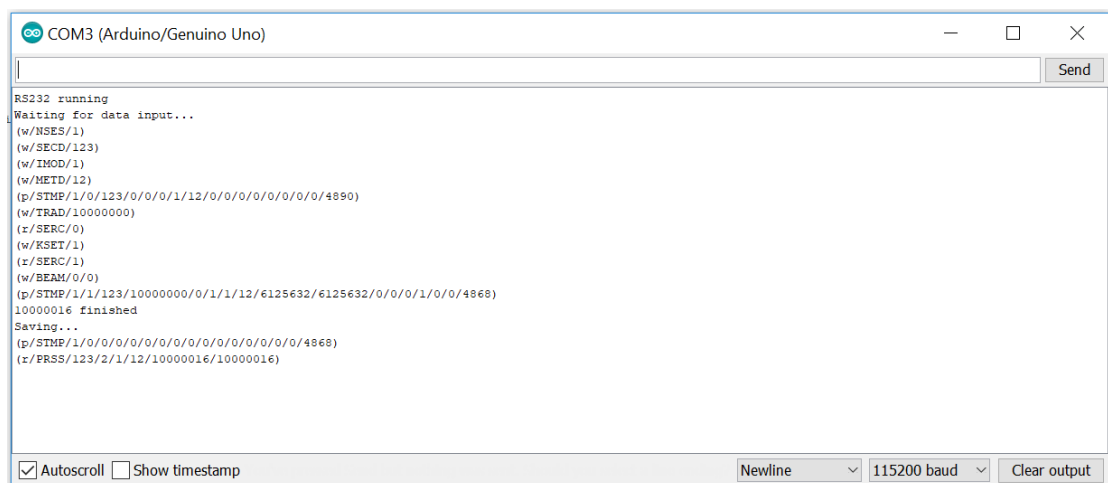 COM3 (Arduino/Genuino Uno)
Send
RS232 running
Waiting for data input...
(w/NSES/1)
(w/SECD/123)
(w/IMOD/1)
(w/METD/12)
(p/STMP/1/0/123/0/0/0/1/12/0/0/0/0/0/0/0/0/4890)
(w/TRAD/10000000)
(r/SERC/0)
(w/KSET/1)
(r/SERC/1)
(w/BEAM/0/0)
(p/STMP/1/1/123/10000000/0/1/1/12/6125632/6125632/0/0/0/1/0/0/4868)
10000016 finished
Saving...
(p/STMP/1/0/0/0/0/0/0/0/0/0/0/0/0/0/0/0/4868)
(r/PRSS/123/2/1/12/10000016/10000016)
Autoscroll Show timestamp Newline 115200 baud Clear output